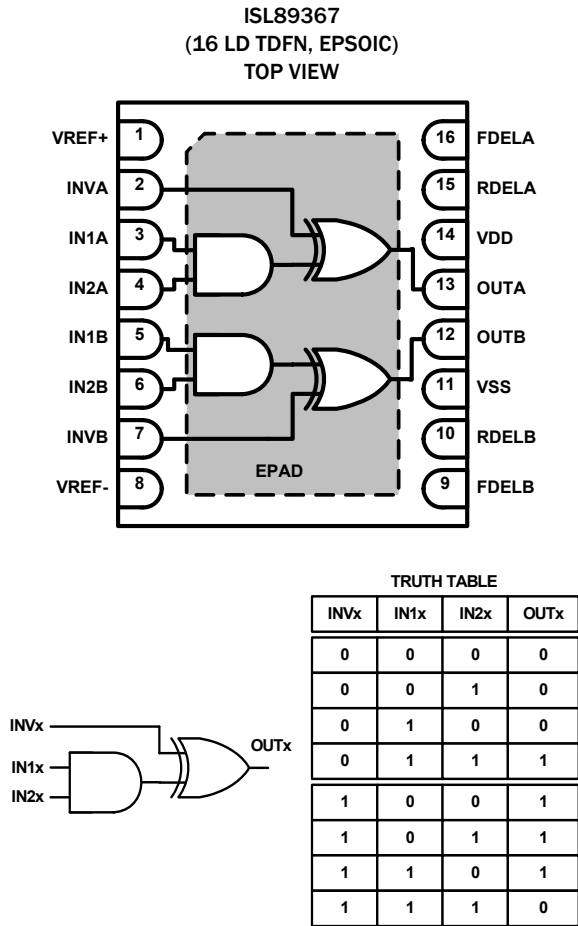 ISL89367
(16 LD TDFN, EPSOIC)
TOP VIEW
VREF+ 1 16 FDELA
INVA 2 15 RDELA
IN1A 3 14 VDD
IN2A 4 13 OUTA
IN1B 5 12 OUTB
IN2B 6 11 VSS
INVB 7 10 RDELB
EPAD
VREF- 8 9 FDELB
TRUTH TABLE
INVx IN1x IN2x OUTx
0 0 0 0
0 0 1 0
0 1 0 0
0 1 1 1
1 0 0 1
1 0 1 1
1 1 0 1
1 1 1 0
INVx
OUTx
IN1x
IN2x